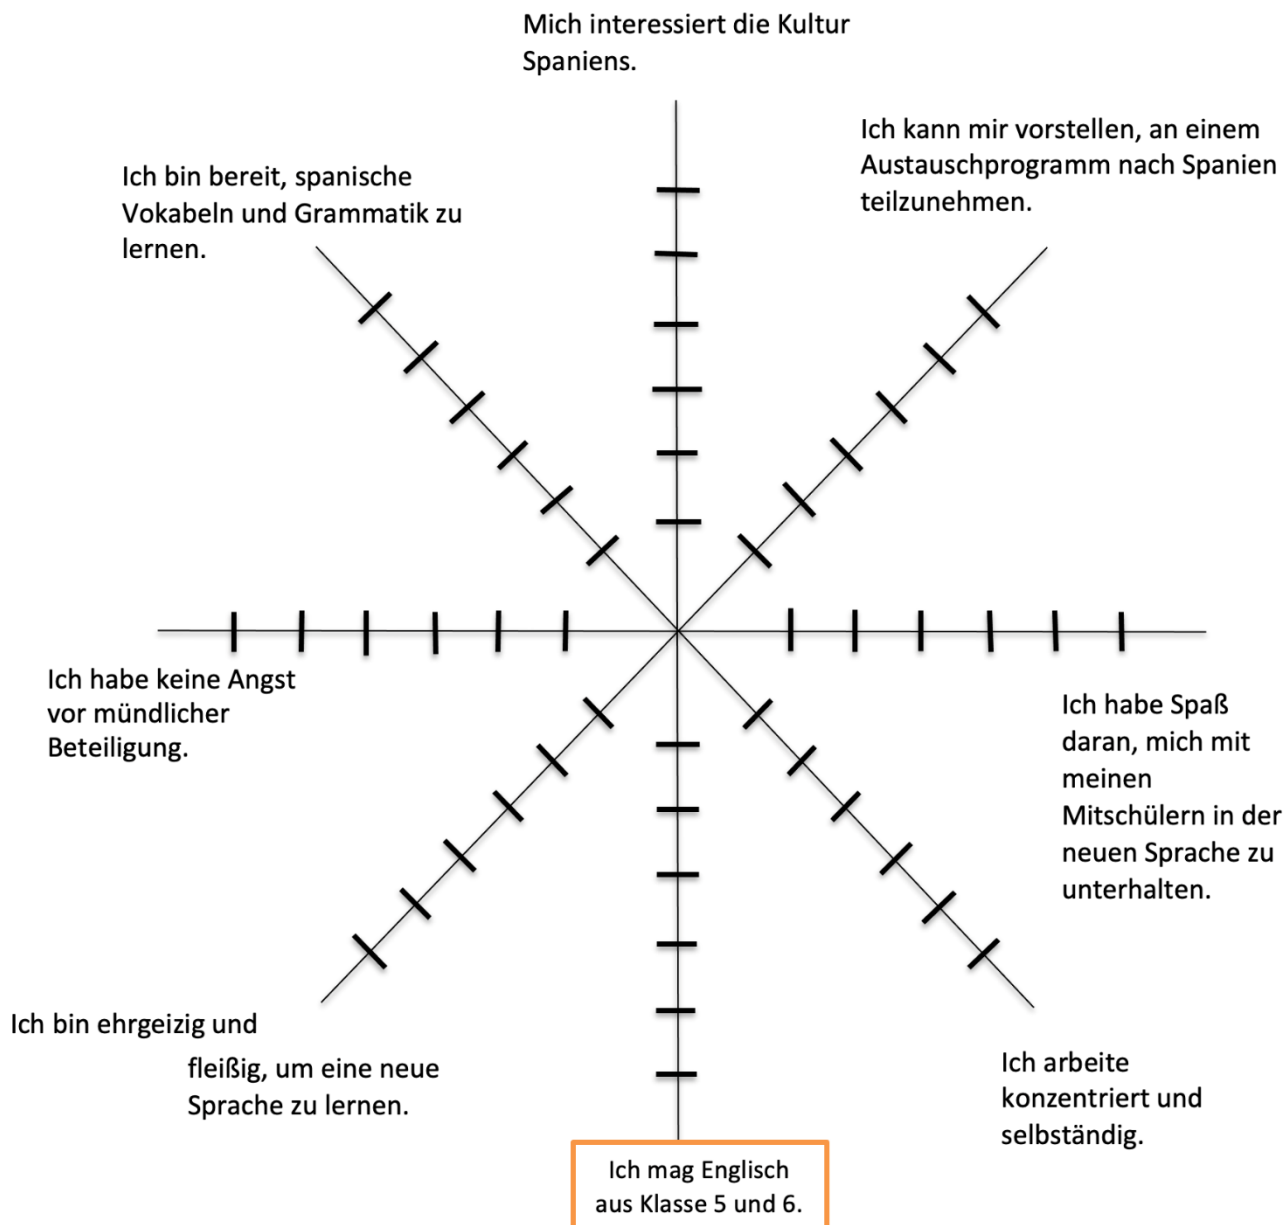 Mich interessiert die Kultur
Spaniens.
Ich kann mir vorstellen, an einem
Austauschprogramm nach Spanien
teilzunehmen.
Ich bin bereit, spanische
Vokabeln und Grammatik zu
lernen.
Ich habe keine Angst
vor mündlicher
Beteiligung.
Ich habe Spaß
daran, mich mit
meinen
Mitschülern in der
neuen Sprache zu
unterhalten.
Ich bin ehrgeizig und
fleißig, um eine neue
Sprache zu lernen.
Ich arbeite
konzentriert und
selbständig.
Ich mag Englisch
aus Klasse 5 und 6.